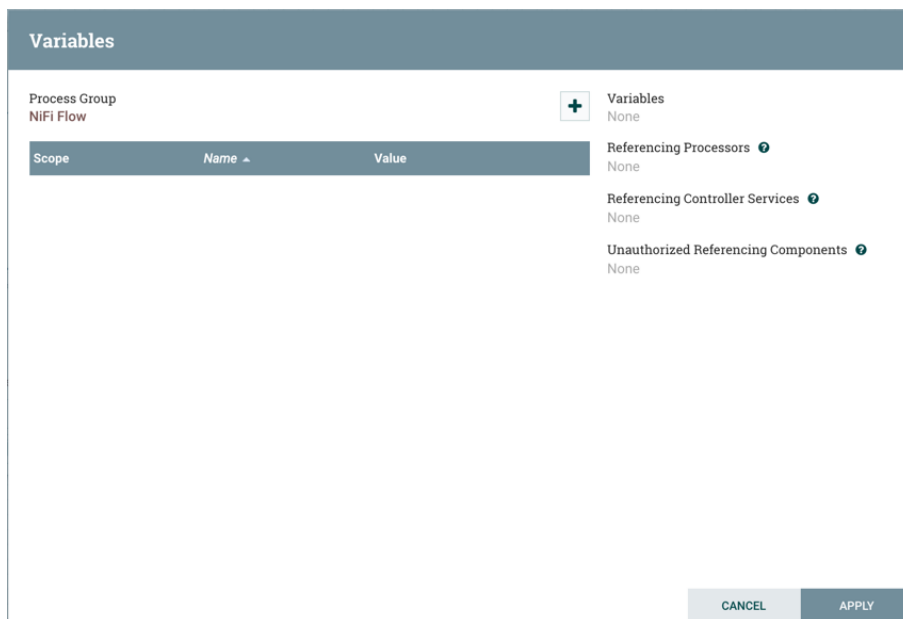 Variables
Process Group
NiFi Flow
Scope Name Value
Variables
None
Referencing Processors
None
Referencing Controller Services
None
Unauthorized Referencing Components
None
CANCEL APPLY